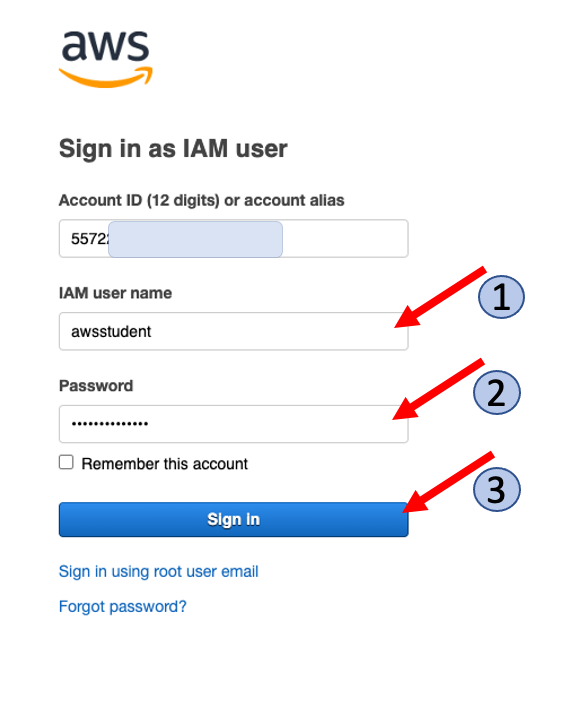 aws
Sign in as IAM user
Account ID (12 digits) or account alias
5572
IAM user name
1
awsstudent
Password
2
••••••••••••••
Remember this account
3
Sign in
Sign in using root user email
Forgot password?